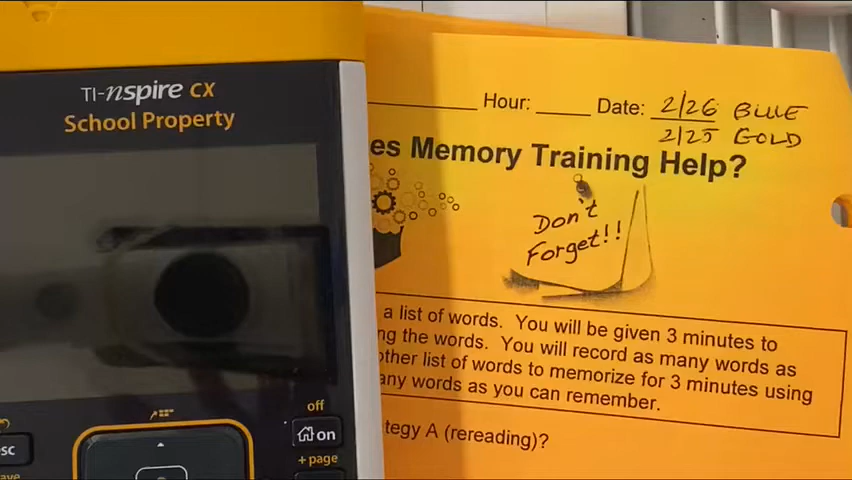 TI-nspire CX
School Property
off
on
+ page
esc
Hour: Date: 2/26 BLUE
2/25 GOLD
es Memory Training Help?
Don't
Forget!!
a list of words. You will be given 3 minutes to
ng the words. You will record as many words as
other list of words to memorize for 3 minutes using
any words as you can remember.
tegy A (rereading)?